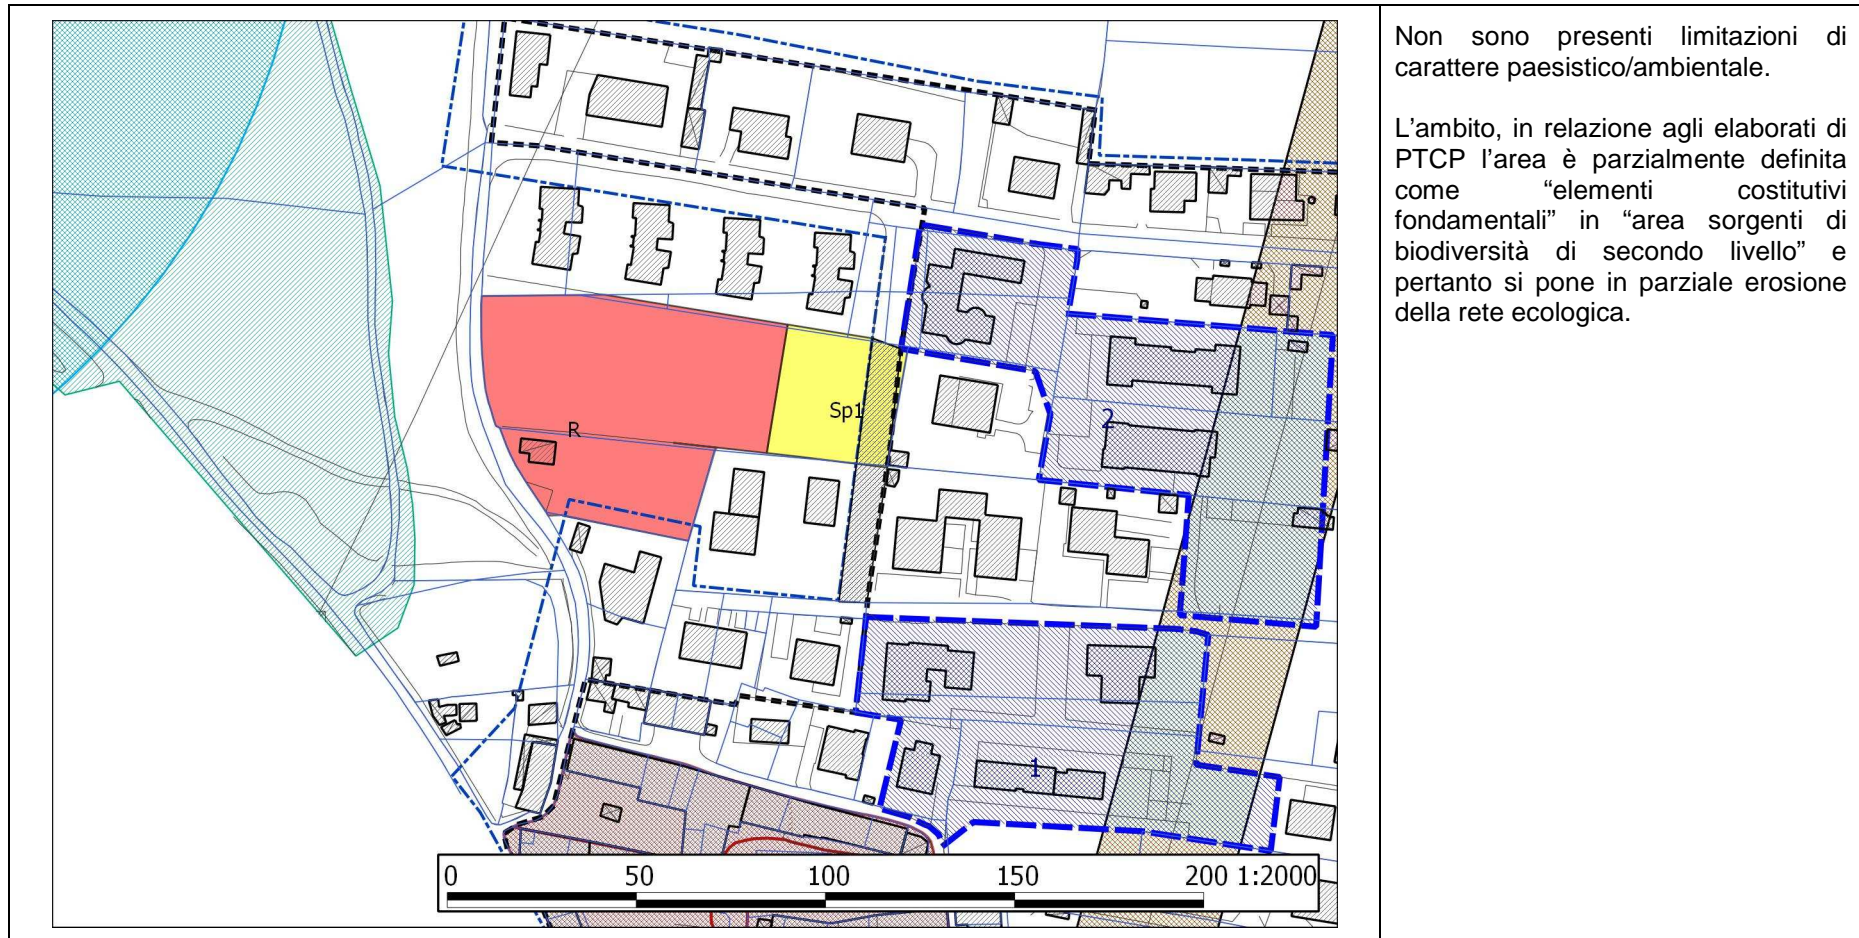 Non sono presenti limitazioni di
carattere paesistico/ambientale.
L'ambito, in relazione agli elaborati di
PTCP l'area è parzialmente definita
come "elementi costitutivi
fondamentali" in "area sorgenti di
biodiversità di secondo livello" e
pertanto si pone in parziale erosione
della rete ecologica.
Sp1
R
2
1
0 50 100 150 200 1:2000